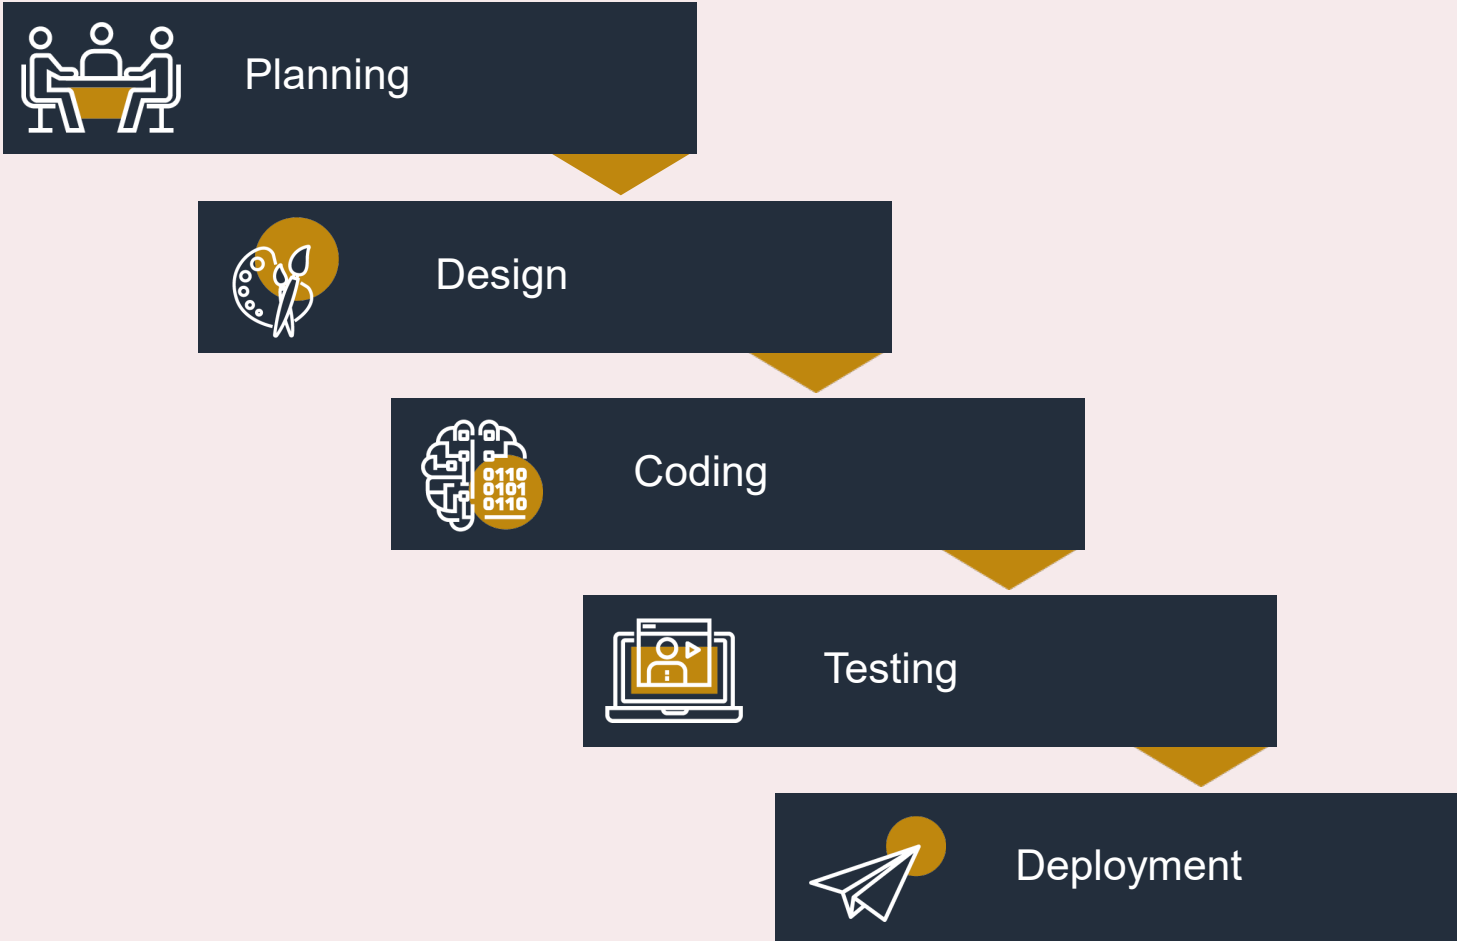 Planning
Design
Coding
0110
0101
0110
Testing
Deployment